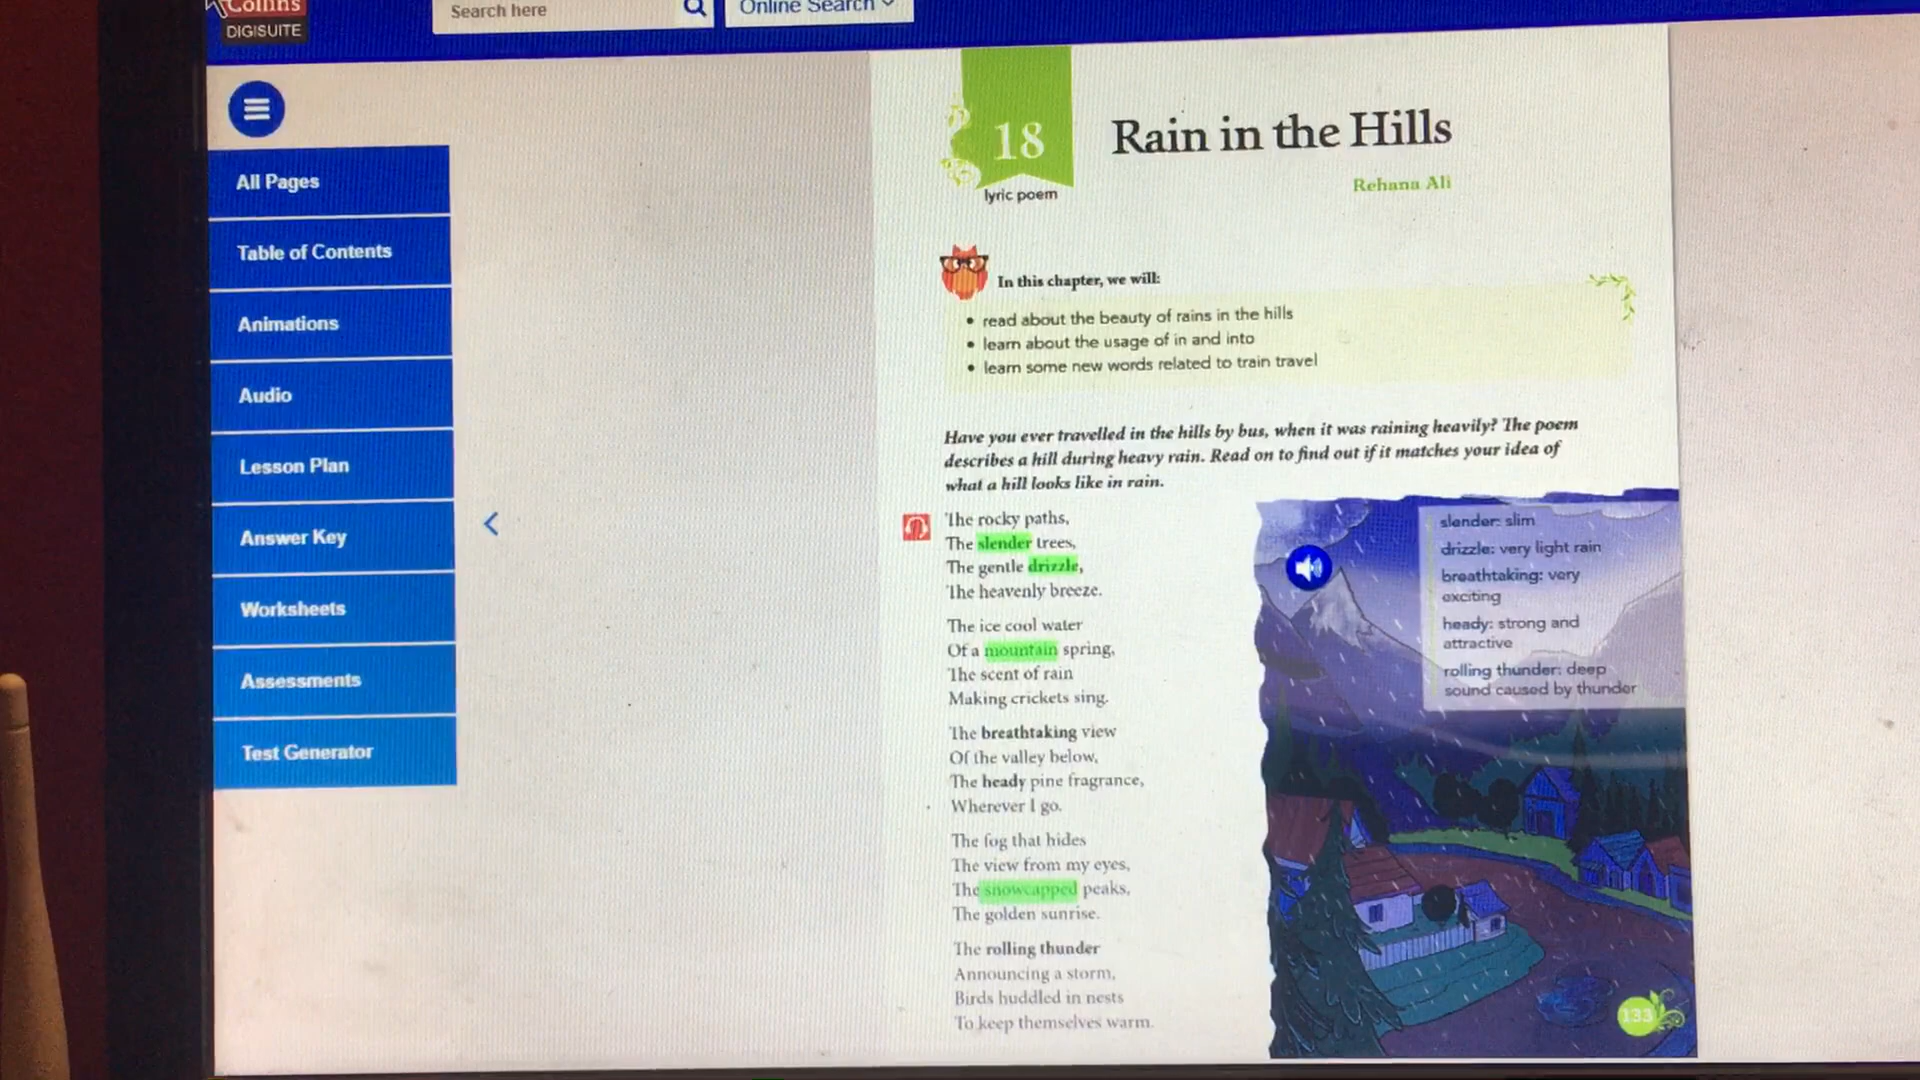 Collins
DIGISUITE
Search here
Online Search
All Pages
Table of Contents
Animations
Audio
Lesson Plan
Answer Key
Worksheets
Assessments
Test Generator
18
lyric poem
Rain in the Hills
Rehana Ali
In this chapter, we will:
• read about the beauty of rains in the hills
• learn about the usage of in and into
• learn some new words related to train travel
Have you ever travelled in the hills by bus, when it was raining heavily? The poem
describes a hill during heavy rain. Read on to find out if it matches your idea of
what a hill looks like in rain.
The rocky paths,
The slender trees,
The gentle drizzle,
The heavenly breeze.
The ice cool water
Of a mountain spring,
The scent of rain
Making crickets sing.
The breathtaking view
Of the valley below,
The heady pine fragrance,
Wherever I go.
The fog that hides
The view from my eyes,
The snowcapped peaks,
The golden sunrise.
The rolling thunder
Announcing a storm,
Birds huddled in nests
To keep themselves warm.
slender: slim
drizzle: very light rain
breathtaking: very
exciting
heady: strong and
attractive
rolling thunder: deep
sound caused by thunder
133